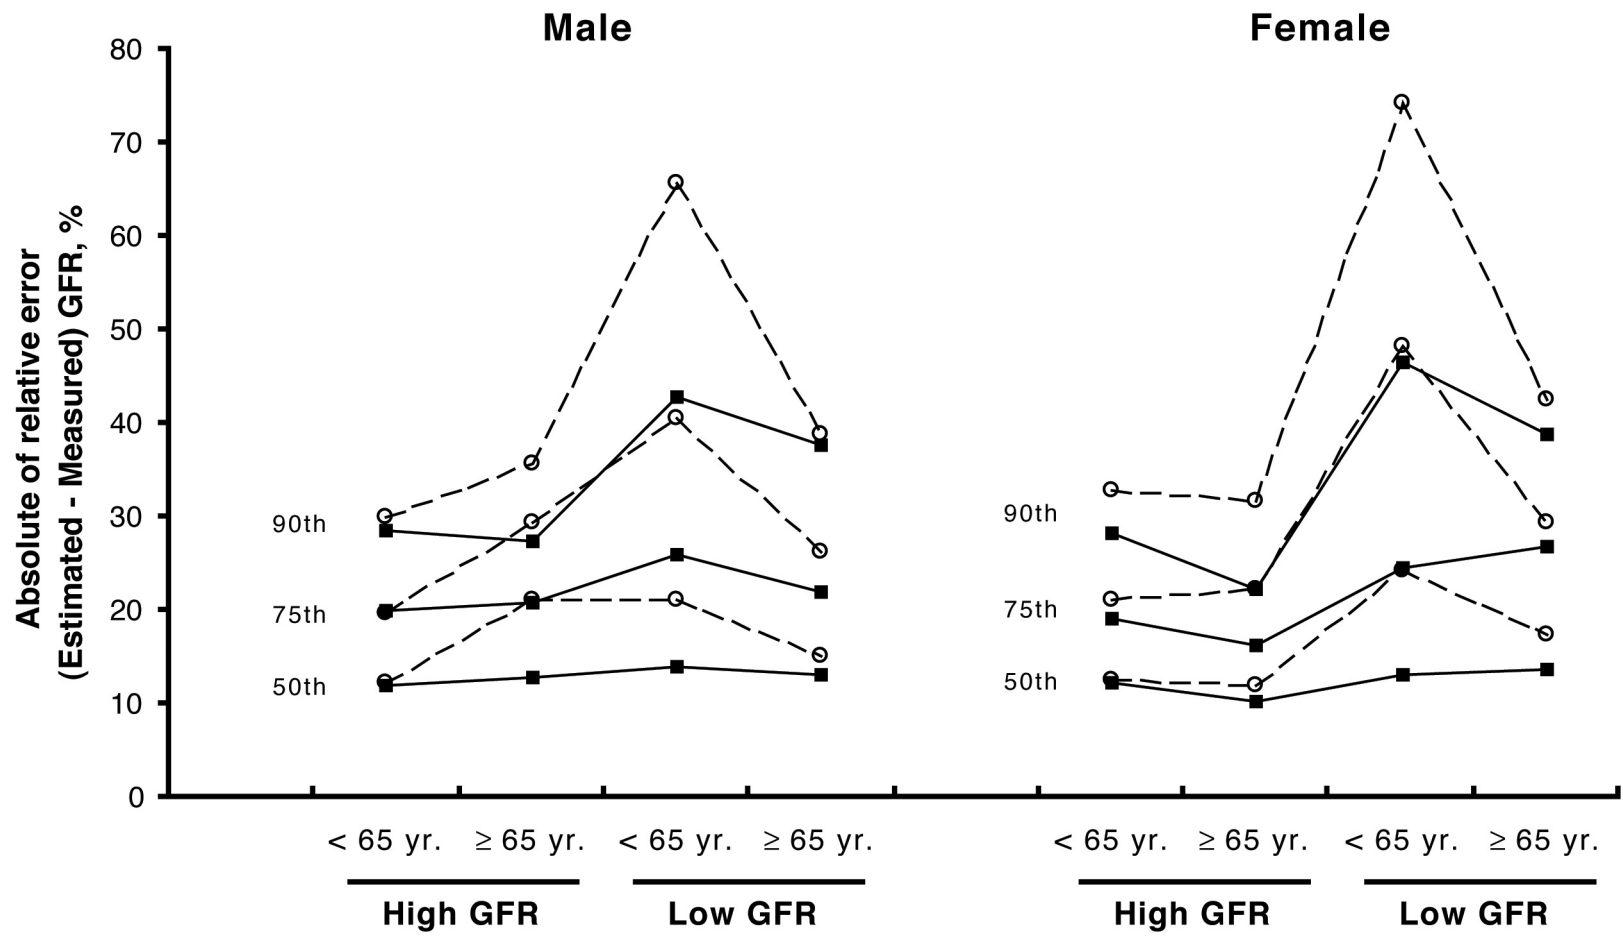 Male
Female
80
70
60
50
40
30
20
10
0
Absolute of relative error
(Estimated - Measured) GFR, %
90th
75th
50th
90th
75th
50th
< 65 yr. ≥ 65 yr. < 65 yr. ≥ 65 yr.
< 65 yr. ≥ 65 yr. < 65 yr. ≥ 65 yr.
High GFR
Low GFR
High GFR
Low GFR